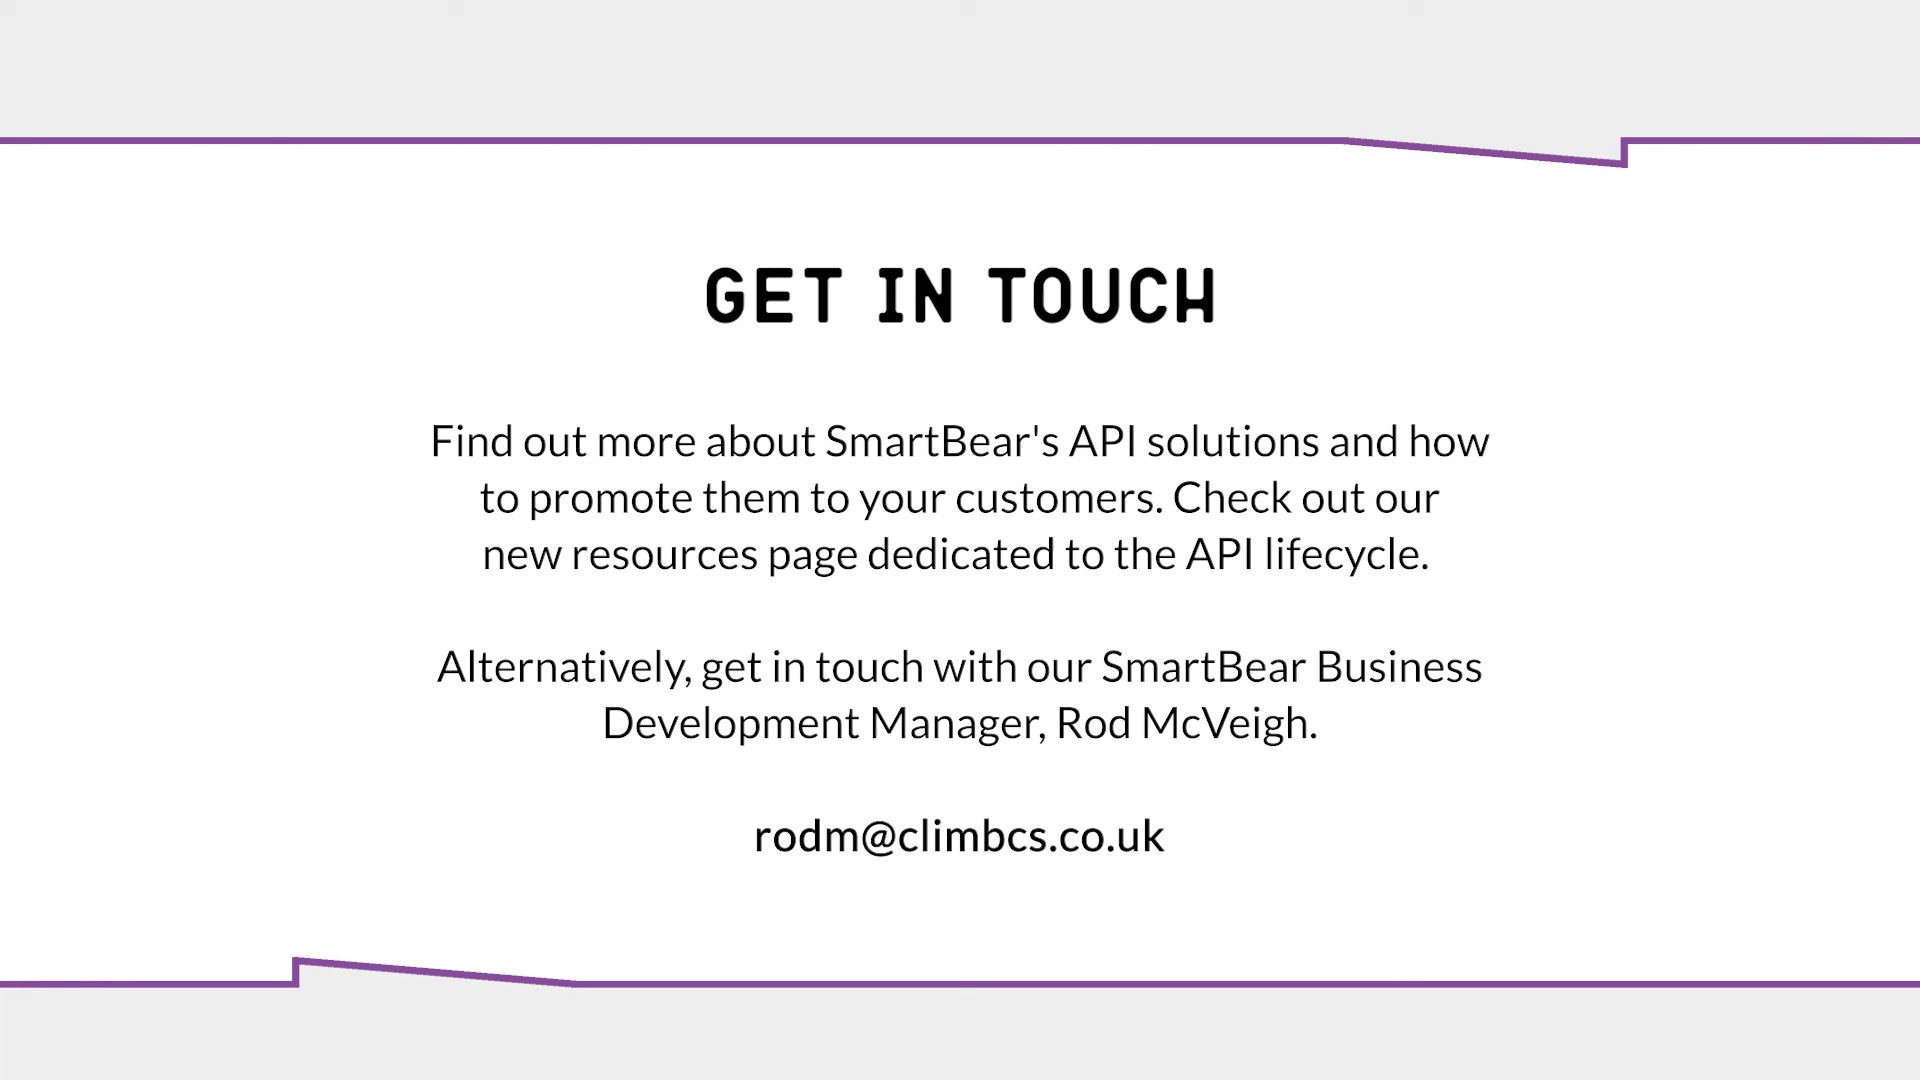 GET IN TOUCH
Find out more about SmartBear's API solutions and how
to promote them to your customers. Check out our
new resources page dedicated to the API lifecycle.
Alternatively, get in touch with our SmartBear Business
Development Manager, Rod McVeigh.
rodm@climbcs.co.uk